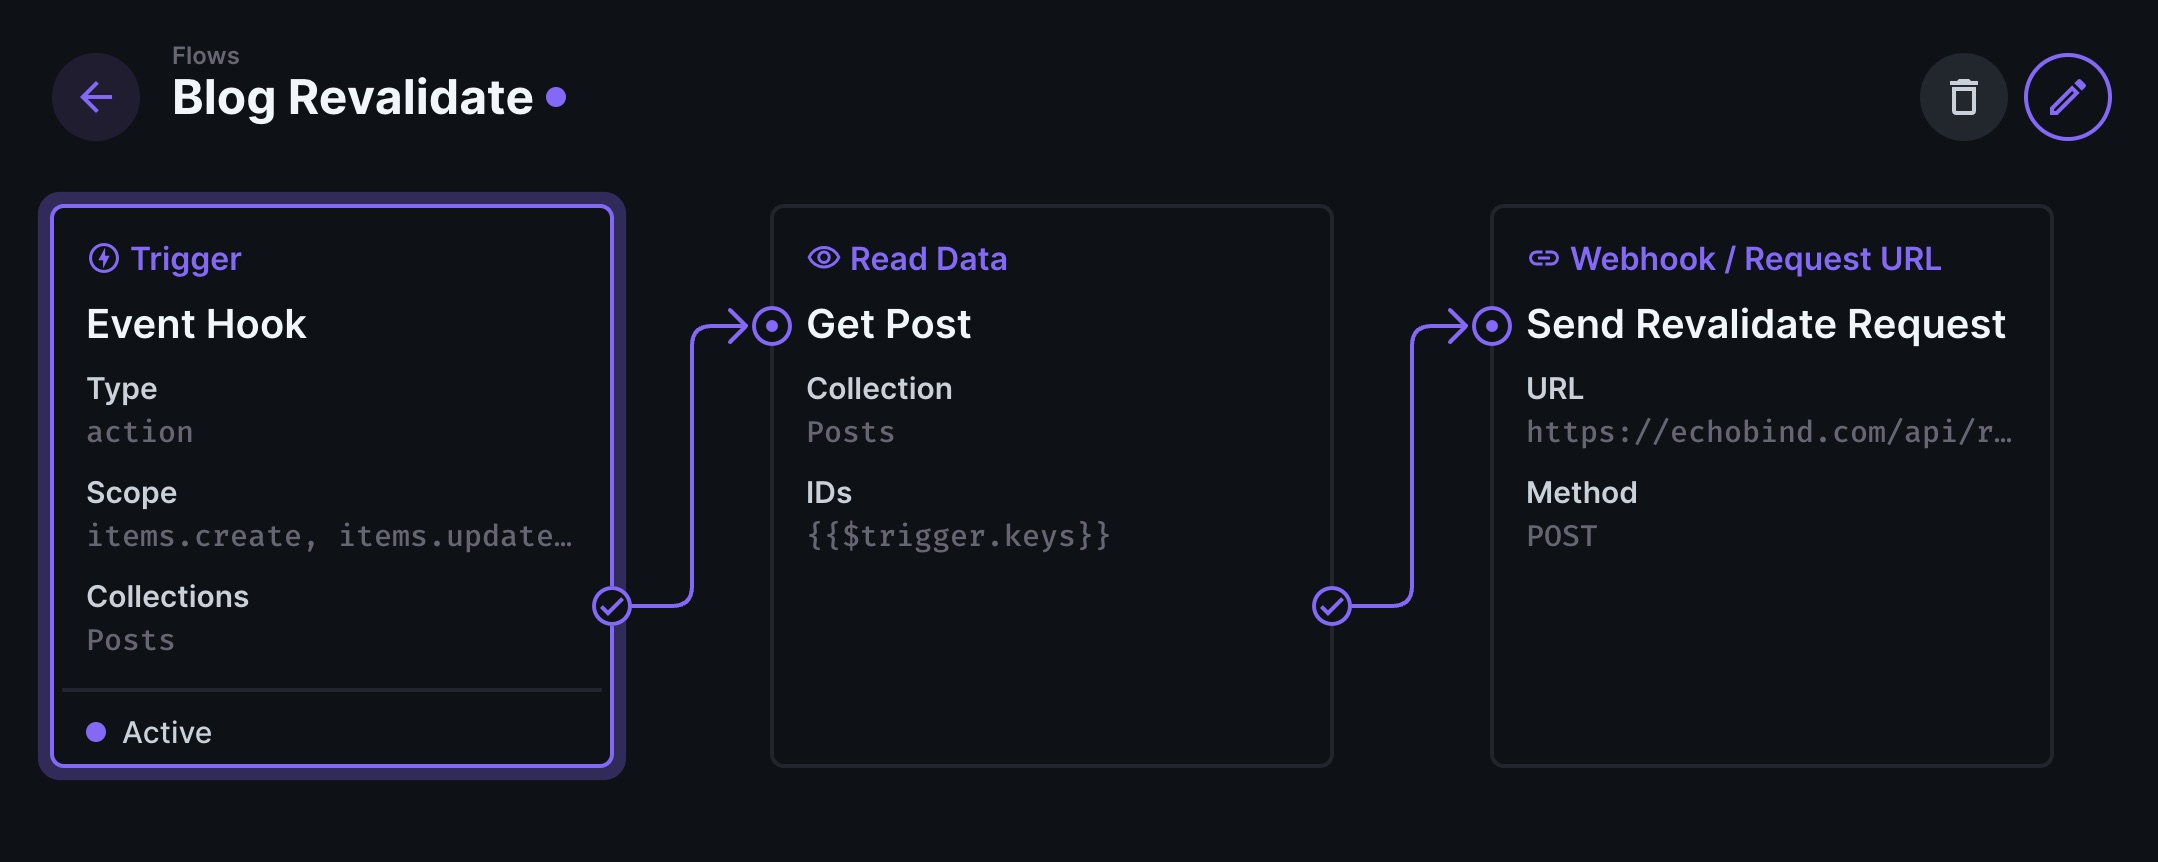 Flows
Blog Revalidate
Trigger
Event Hook
Type
action
Scope
items.create, items.update…
Collections
Posts
Active
Read Data
Get Post
Collection
Posts
IDs
{{$trigger.keys}}
Webhook / Request URL
Send Revalidate Request
URL
https://echobind.com/api/r…
Method
POST